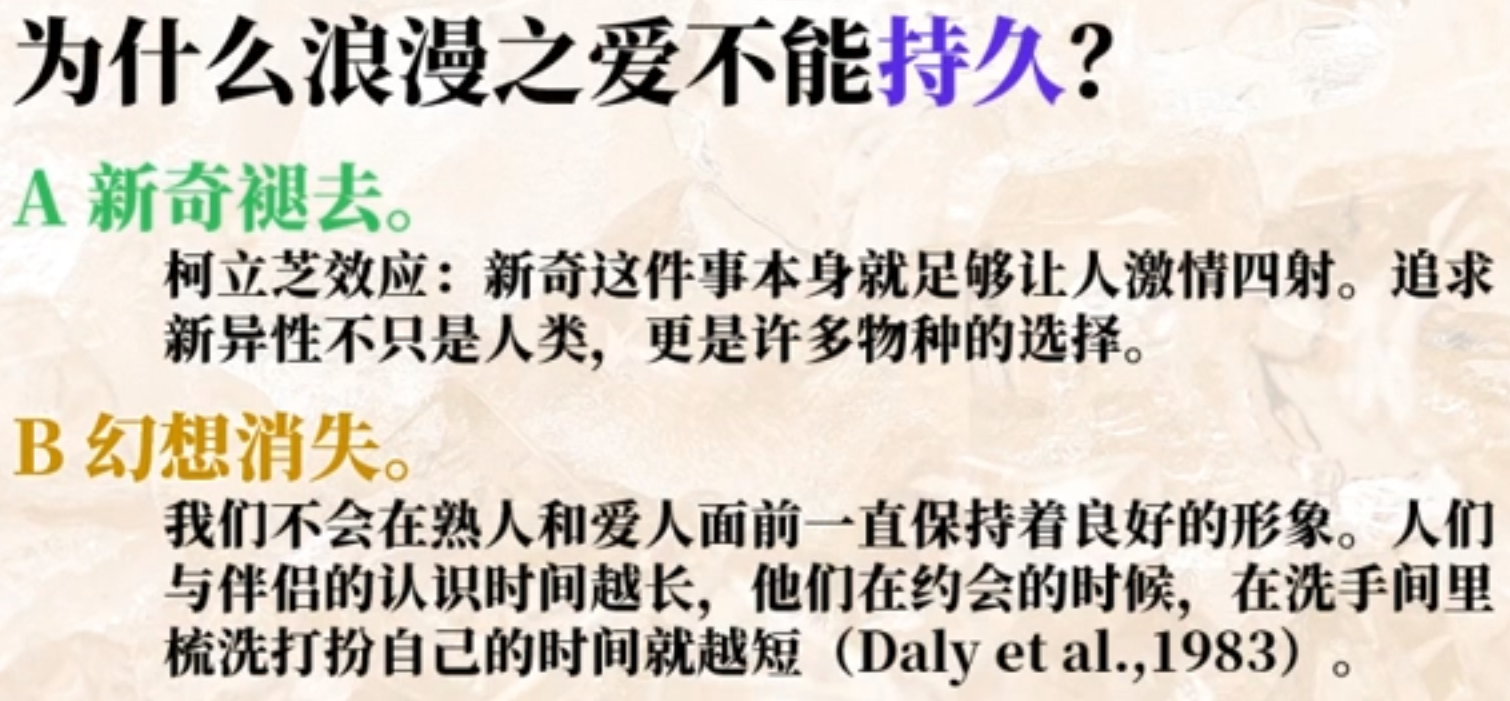 为什么浪漫之爱不能持久？
A 新奇褪去。
柯立芝效应：新奇这件事本身就足够让人激情四射。追求
新异性不只是人类，更是许多物种的选择。
B 幻想消失。
我们不会在熟人和爱人面前一直保持着良好的形象。人们
与伴侣的认识时间越长，他们在约会的时候，在洗手间里
梳洗打扮自己的时间就越短（Daly et al.,1983）。